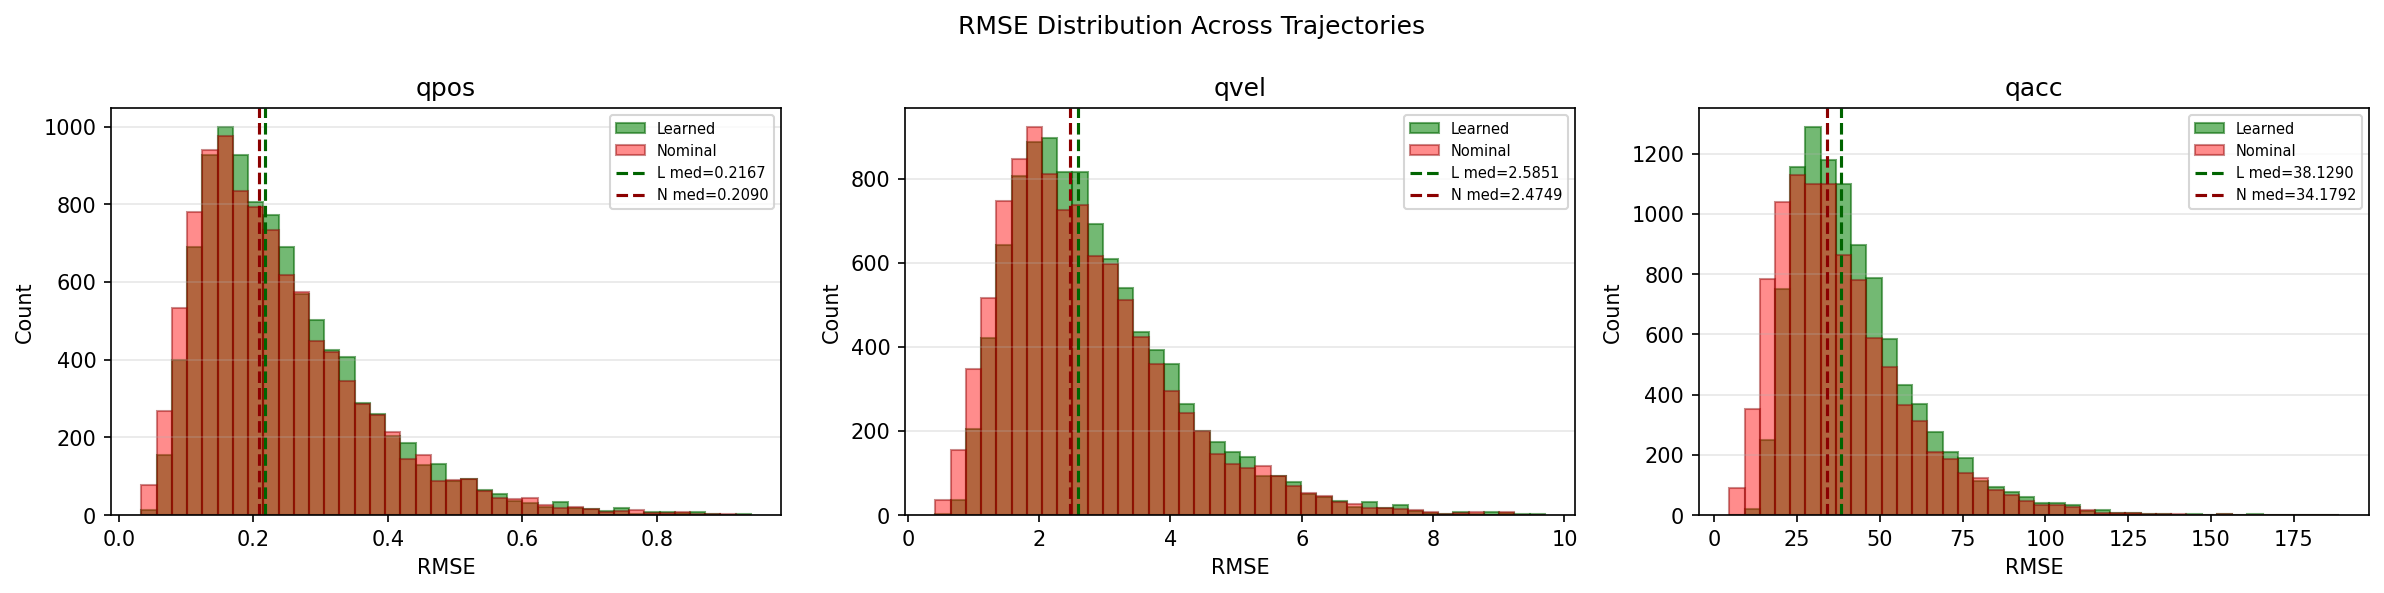 RMSE Distribution Across Trajectories
qpos
Count
1000
800
600
400
200
0
0.0 0.2 0.4 0.6 0.8
RMSE
Learned
Nominal
L med=0.2167
N med=0.2090
qvel
Count
800
600
400
200
0
0 2 4 6 8 10
RMSE
Learned
Nominal
L med=2.5851
N med=2.4749
qacc
Count
1200
1000
800
600
400
200
0
0 25 50 75 100 125 150 175
RMSE
Learned
Nominal
L med=38.1290
N med=34.1792